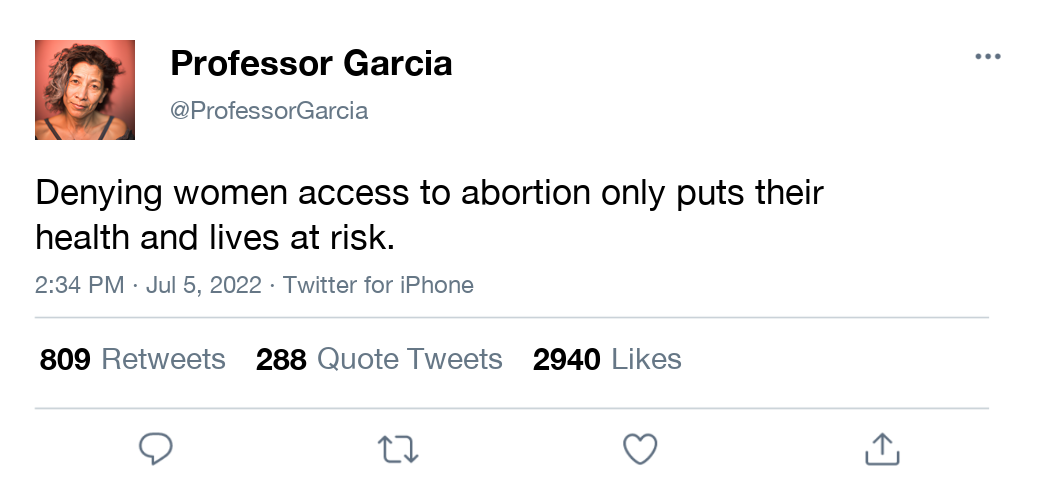 Professor Garcia
@ProfessorGarcia
Denying women access to abortion only puts their
health and lives at risk.
2:34 PM · Jul 5, 2022 · Twitter for iPhone
809 Retweets 288 Quote Tweets 2940 Likes